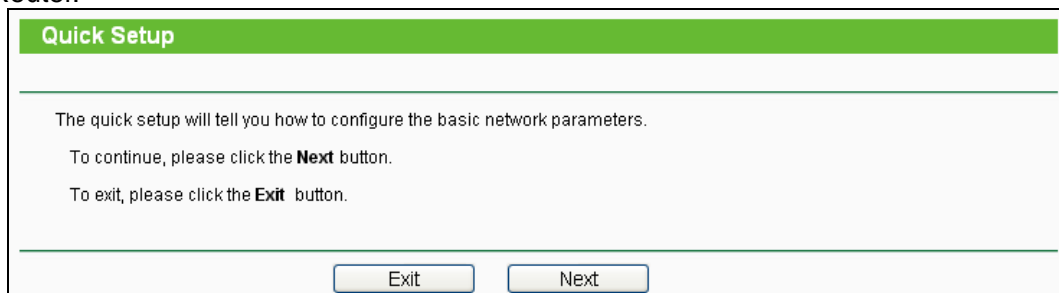 Quick Setup
The quick setup will tell you how to configure the basic network parameters.
To continue, please click the Next button.
To exit, please click the Exit button.
Exit Next